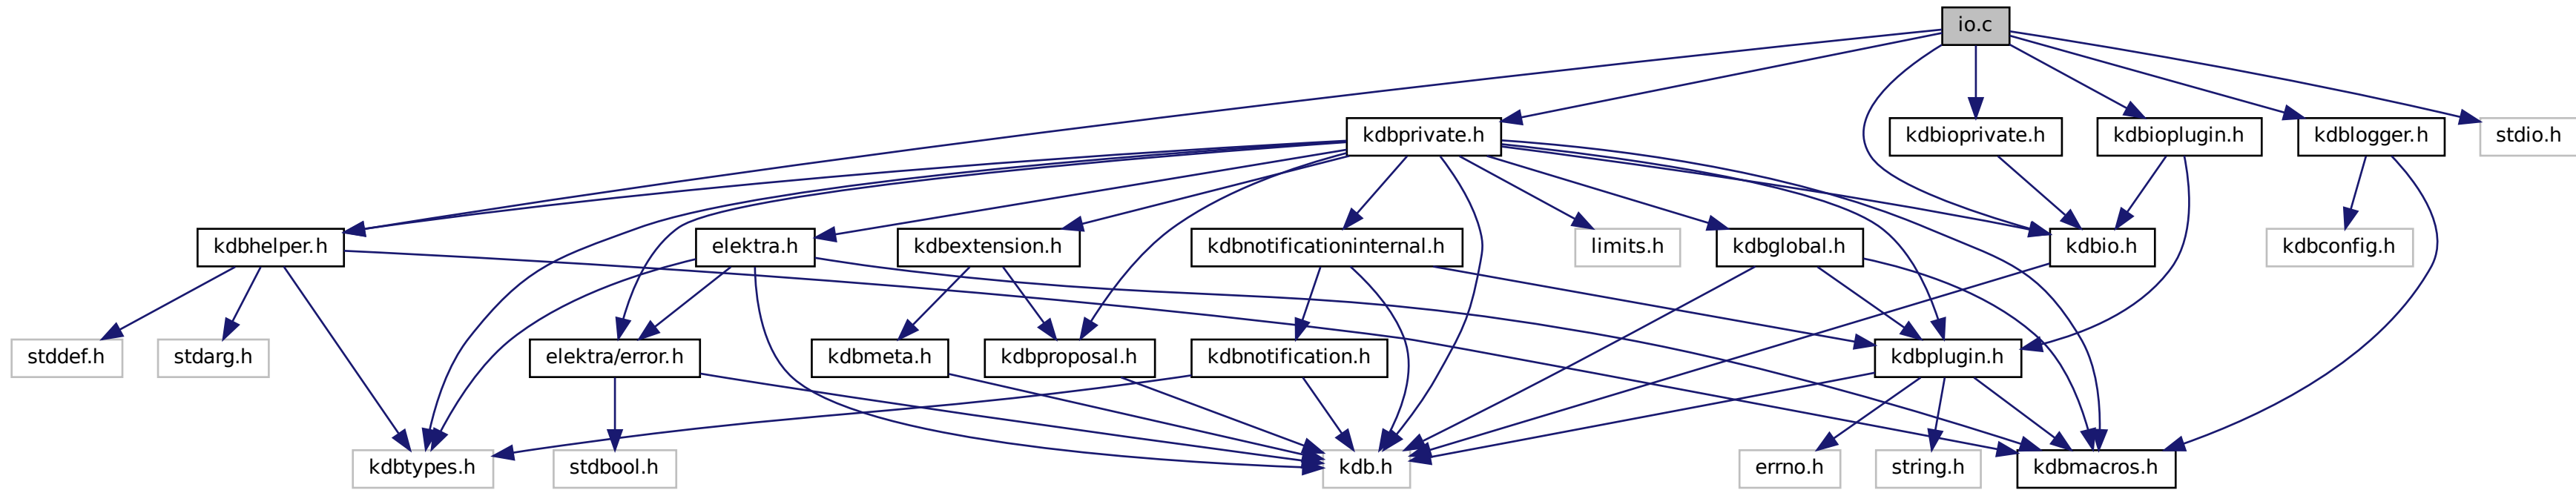 io.c
kdbprivate.h
kdbioprivate.h
kdbioplugin.h
kdblogger.h
stdio.h
kdbhelper.h
elektra.h
kdbextension.h
kdbnotificationinternal.h
limits.h
kdbglobal.h
kdbio.h
kdbconfig.h
stddef.h
stdarg.h
elektra/error.h
kdbmeta.h
kdbproposal.h
kdbnotification.h
kdbplugin.h
kdbtypes.h
stdbool.h
kdb.h
errno.h
string.h
kdbmacros.h